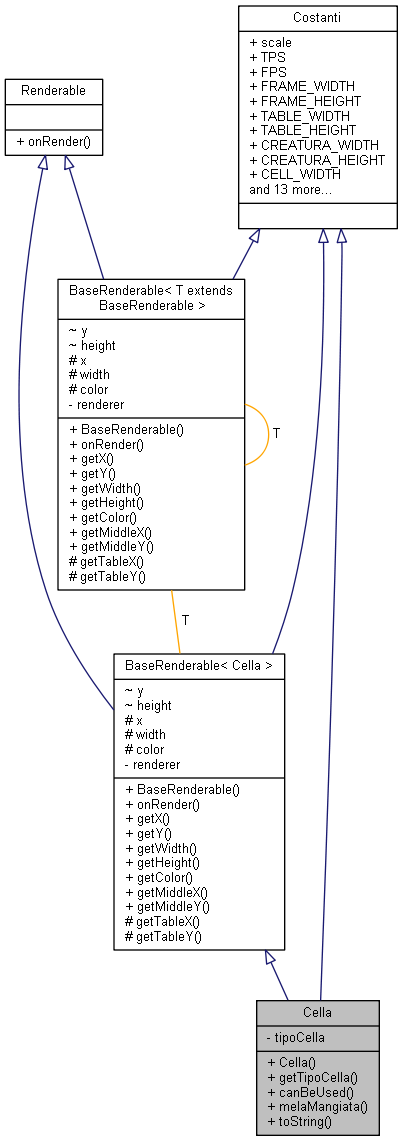 Costanti
+ scale
+ TPS
+ FPS
+ FRAME_WIDTH
+ FRAME_HEIGHT
+ TABLE_WIDTH
+ TABLE_HEIGHT
+ CREATURA_WIDTH
+ CREATURA_HEIGHT
+ CELL_WIDTH
and 13 more...
Renderable
+ onRender()
BaseRenderable< T extends
BaseRenderable >
~ y
~ height
# x
# width
# color
- renderer
+ BaseRenderable()
+ onRender()
+ getX()
+ getY()
+ getWidth()
+ getHeight()
+ getColor()
+ getMiddleX()
+ getMiddleY()
# getTableX()
# getTableY()
T
T
BaseRenderable< Cella >
~ y
~ height
# x
# width
# color
- renderer
+ BaseRenderable()
+ onRender()
+ getX()
+ getY()
+ getWidth()
+ getHeight()
+ getColor()
+ getMiddleX()
+ getMiddleY()
# getTableX()
# getTableY()
Cella
- tipoCella
+ Cella()
+ getTipoCella()
+ canBeUsed()
+ melaMangiata()
+ toString()